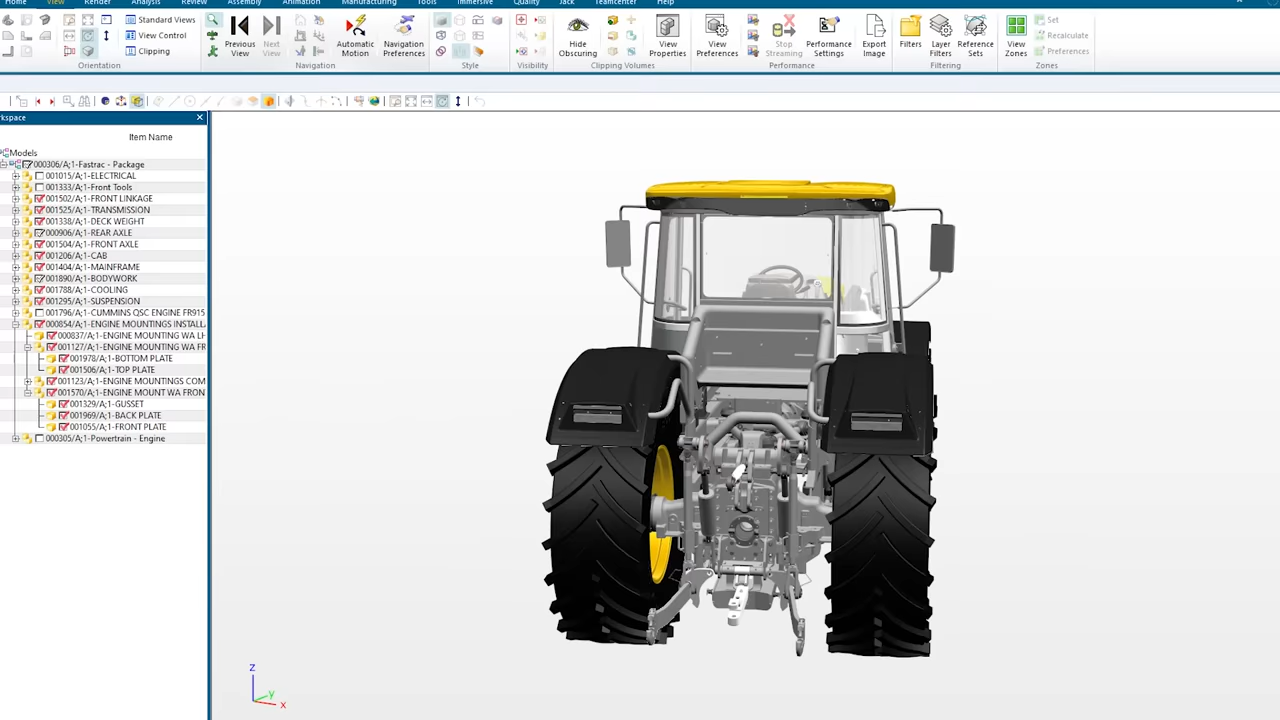 Home View Render Analysis Review Assembly Animation Manufacturing Tools Immersive Quality Jack Teamcenter Help
Standard Views
View Control
Clipping
Orientation
Previous View
Next View
Automatic Motion
Navigation Preferences
Navigation
Style
Visibility
Hide Obscuring
View Properties
Clipping Volumes
View Preferences
Stop Streaming
Performance Settings
Performance
Export Image
Filters
Layer Filters
Reference Sets
Filtering
View Zones
Set
Recalculate
Preferences
Zones
kspace
Item Name
Models
000306/A;1-Fastrac - Package
001015/A;1-ELECTRICAL
001333/A;1-Front Tools
001502/A;1-FRONT LINKAGE
001525/A;1-TRANSMISSION
001338/A;1-DECK WEIGHT
000906/A;1-REAR AXLE
001504/A;1-FRONT AXLE
001206/A;1-CAB
001404/A;1-MAINFRAME
001890/A;1-BODYWORK
001788/A;1-COOLING
001295/A;1-SUSPENSION
001796/A;1-CUMMINS QSC ENGINE FR915
000854/A;1-ENGINE MOUNTINGS INSTALL
000837/A;1-ENGINE MOUNTING WA LH
001127/A;1-ENGINE MOUNTING WA FR
001978/A;1-BOTTOM PLATE
001506/A;1-TOP PLATE
001123/A;1-ENGINE MOUNTINGS COM
001570/A;1-ENGINE MOUNT WA FRON
001329/A;1-GUSSET
001969/A;1-BACK PLATE
001055/A;1-FRONT PLATE
000305/A;1-Powertrain - Engine
z
y
x